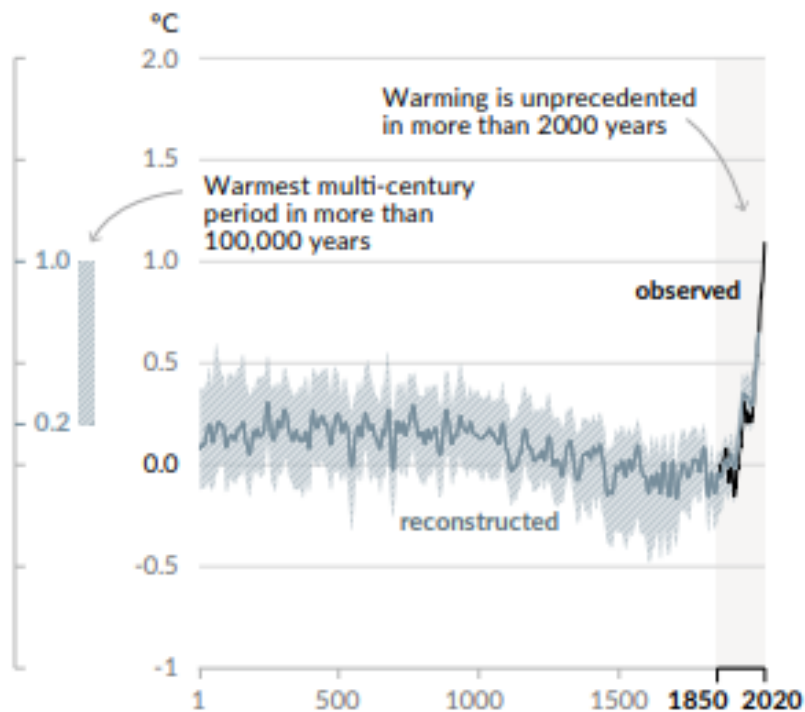 °C
2.0
Warming is unprecedented
in more than 2000 years
1.5
Warmest multi-century
period in more than
100,000 years
1.0
1.0
observed
0.5
0.2
0.0
reconstructed
-0.5
-1
1 500 1000 1500 1850 2020